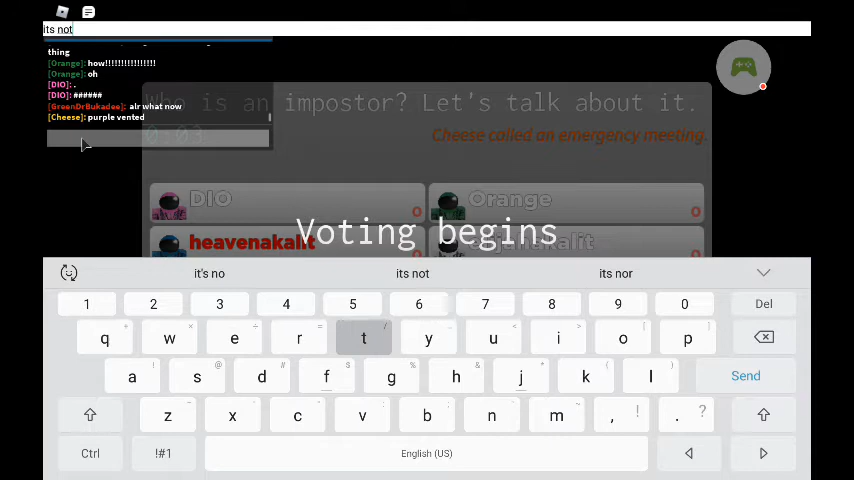 its not
thing
[Orange]: how!!!!!!!!!!!!!!!!
[Orange]: oh
[DIO]: .
[DIO]: ######
[GreenDrBukadee]: alr what now
[Cheese]: purple vented
Who is an impostor? Let's talk about it.
0:03
Cheese called an emergency meeting.
DIO 0
Orange 0
Voting begins
heavenakalit
it's no its not its nor
1 2 3 4 5 6 7 8 9 0 Del
q w e r t y u i o p
a s d f g h j k l Send
z x c v b n m , ! . ?
Ctrl !#1 English (US)